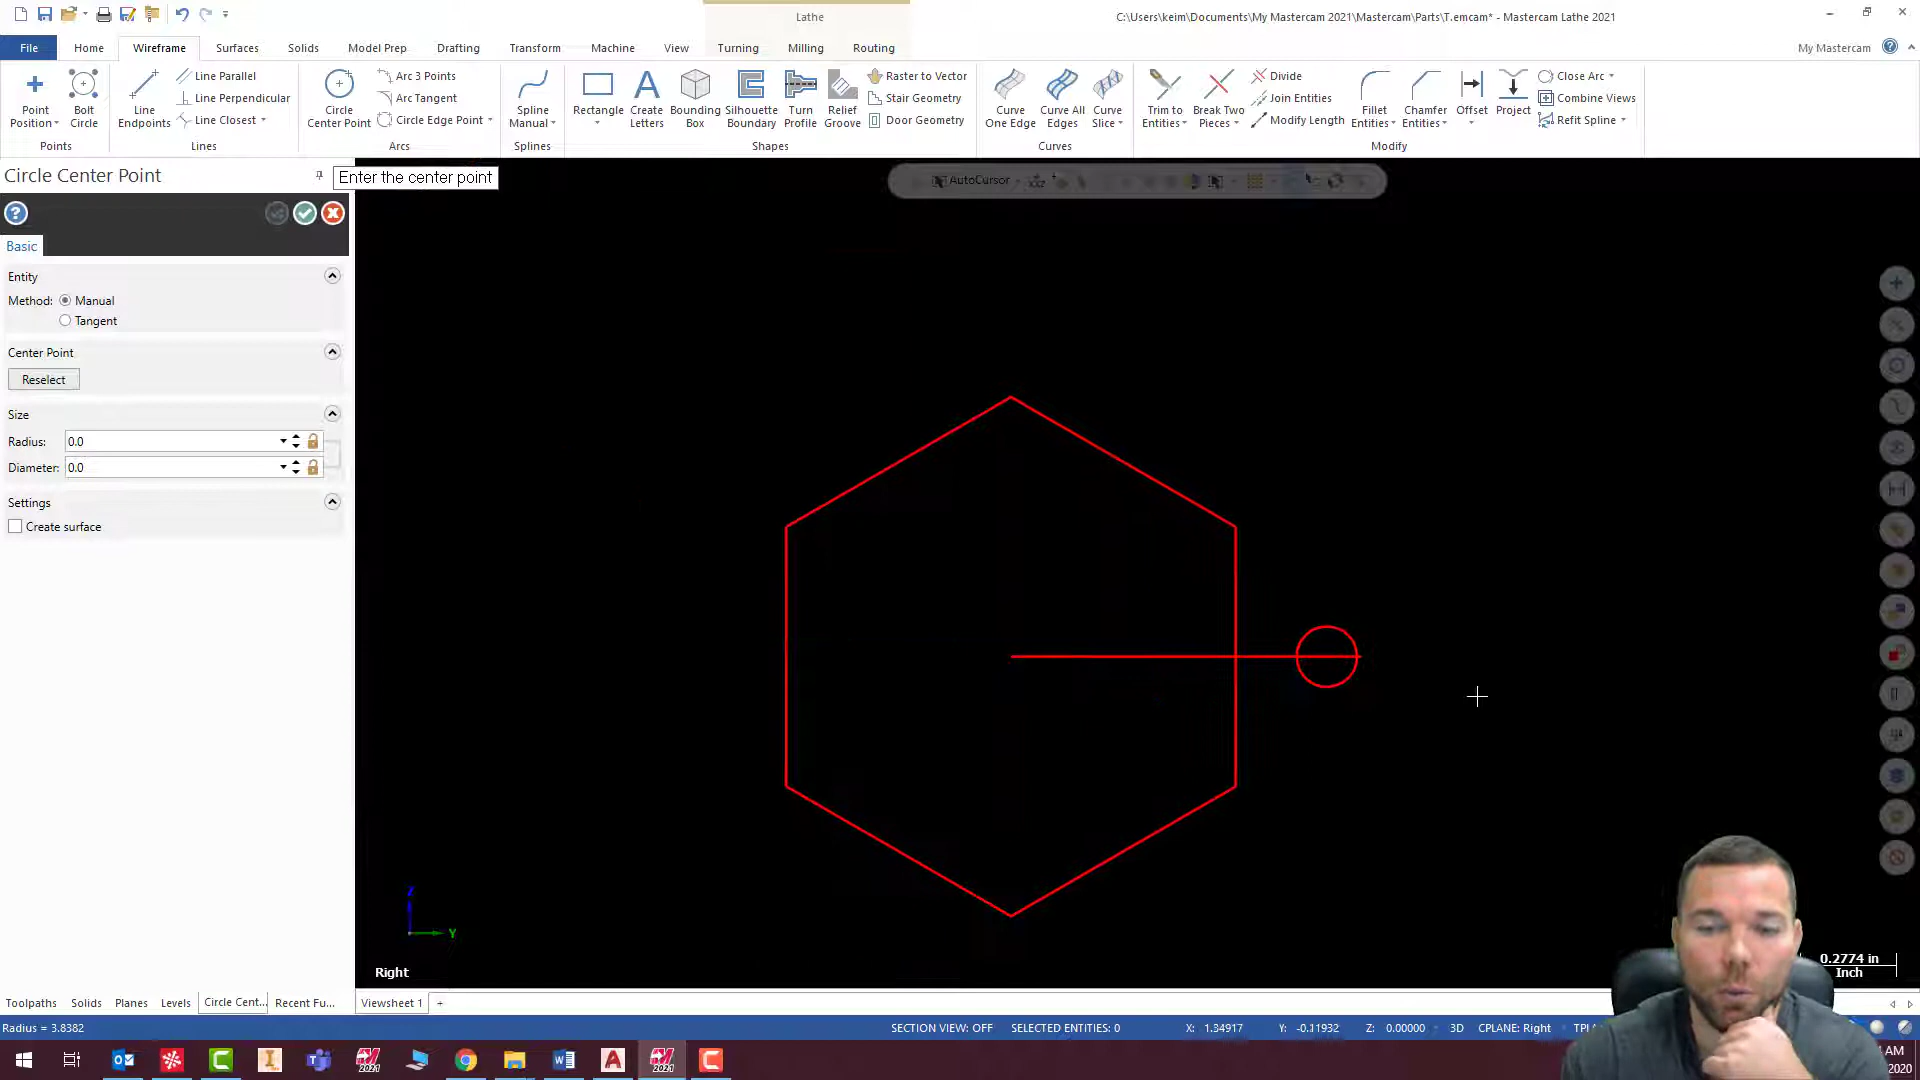 Lathe
C:\Users\keim\Documents\My Mastercam 2021\Mastercam\Parts\T.emcam* - Mastercam Lathe 2021
File Home Wireframe Surfaces Solids Model Prep Drafting Transform Machine View Turning Milling Routing
My Mastercam
Point Position
Bolt Circle
Points
Line Endpoints
Line Parallel
Line Perpendicular
Line Closest
Lines
Circle Center Point
Arc 3 Points
Arc Tangent
Circle Edge Point
Arcs
Spline Manual
Splines
Rectangle
Create Letters
Bounding Box
Silhouette Boundary
Turn Profile
Relief Groove
Raster to Vector
Stair Geometry
Door Geometry
Shapes
Curve One Edge
Curve All Edges
Curve Slice
Curves
Trim to Entities
Break Two Pieces
Divide
Join Entities
Modify Length
Fillet Entities
Chamfer Entities
Offset
Project
Close Arc
Combine Views
Refit Spline
Modify
Circle Center Point
Enter the center point
AutoCursor
Basic
Entity
Method: Manual
Tangent
Center Point
Reselect
Size
Radius: 0.0
Diameter: 0.0
Settings
Create surface
Z
Y
Right
0.2774 in
Inch
Toolpaths Solids Planes Levels Circle Cent... Recent Fu...
Viewsheet 1 +
Radius = 3.8382
SECTION VIEW: OFF SELECTED ENTITIES: 0 X: 1.84917 Y: -0.11932 Z: 0.00000 3D CPLANE: Right
2021
2021
AM
2020